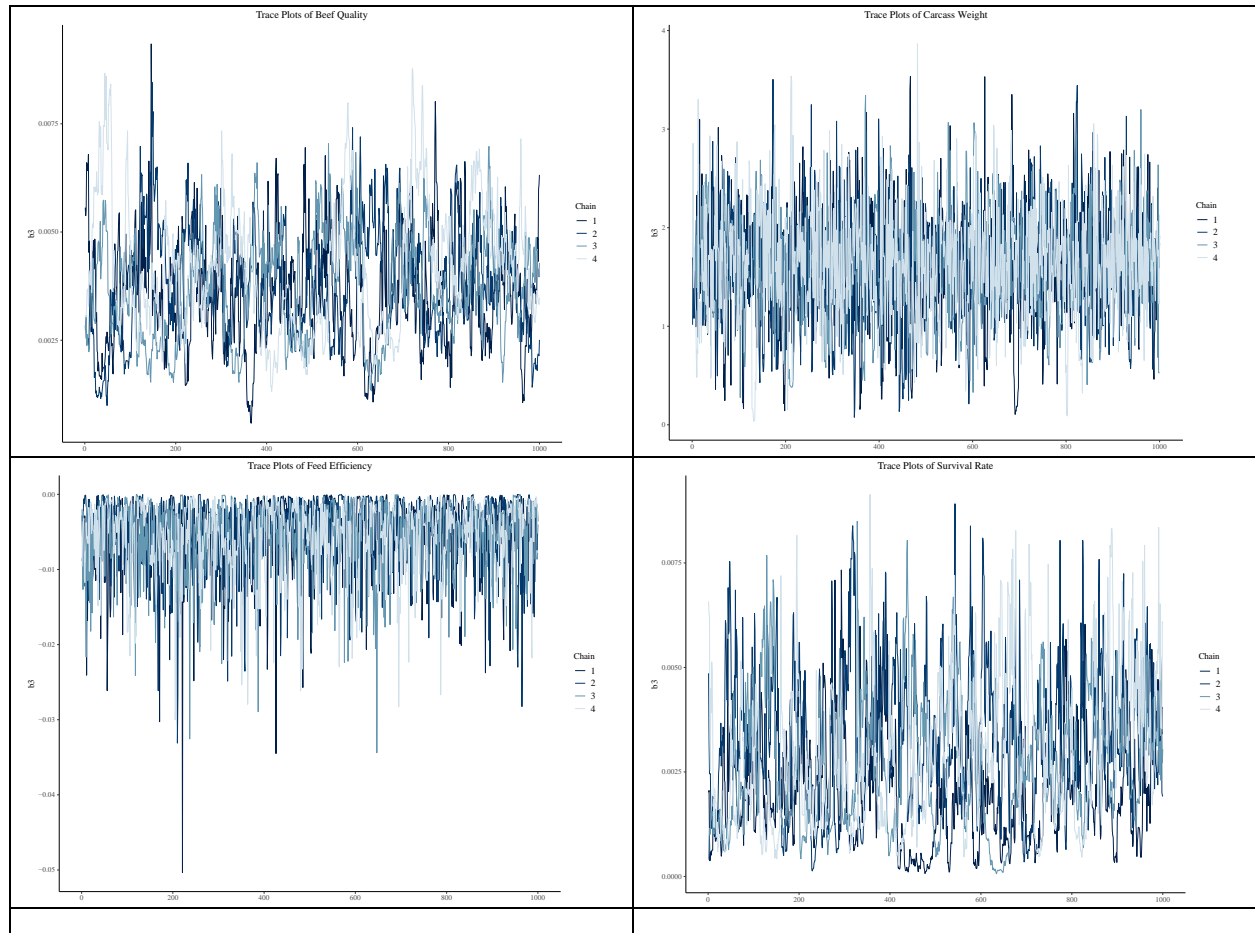 Trace Plots of Beef Quality
0.0075
0.0050
0.0025
b3
0 200 400 600 800 1000
Chain
1
2
3
4
Trace Plots of Carcass Weight
4
3
2
1
0
b3
0 200 400 600 800 1000
Chain
1
2
3
4
Trace Plots of Feed Efficiency
0.00
−0.01
−0.02
−0.03
−0.04
−0.05
b3
0 200 400 600 800 1000
Chain
1
2
3
4
Trace Plots of Survival Rate
0.0075
0.0050
0.0025
0.0000
b3
0 200 400 600 800 1000
Chain
1
2
3
4